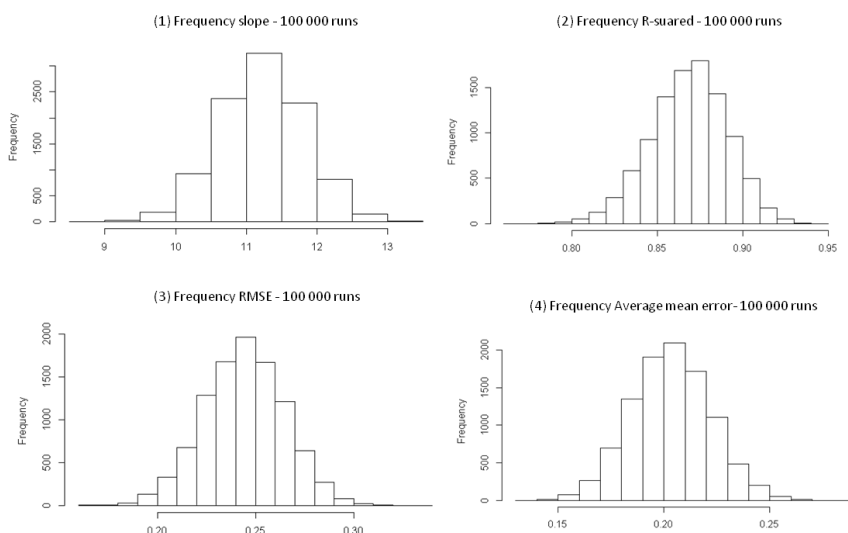 (1) Frequency slope - 100 000 runs
Frequency
2500
1500
500
0
9 10 11 12 13
(2) Frequency R-suared - 100 000 runs
Frequency
1500
1000
500
0
0.80 0.85 0.90 0.95
(3) Frequency RMSE - 100 000 runs
Frequency
2000
1500
1000
500
0
0.20 0.25 0.30
(4) Frequency Average mean error- 100 000 runs
Frequency
2000
1500
1000
500
0
0.15 0.20 0.25